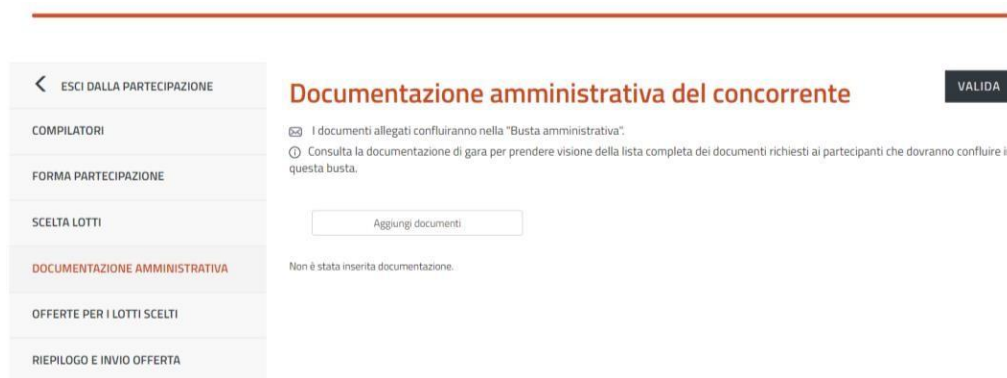 ESCI DALLA PARTECIPAZIONE
COMPILATORI
FORMA PARTECIPAZIONE
SCELTA LOTTI
DOCUMENTAZIONE AMMINISTRATIVA
OFFERTE PER I LOTTI SCELTI
RIEPILOGO E INVIO OFFERTA
Documentazione amministrativa del concorrente
VALIDA
I documenti allegati confluiranno nella "Busta amministrativa".
Consulta la documentazione di gara per prendere visione della lista completa dei documenti richiesti ai partecipanti che dovranno confluire
questa busta.
Aggiungi documenti
Non è stata inserita documentazione.